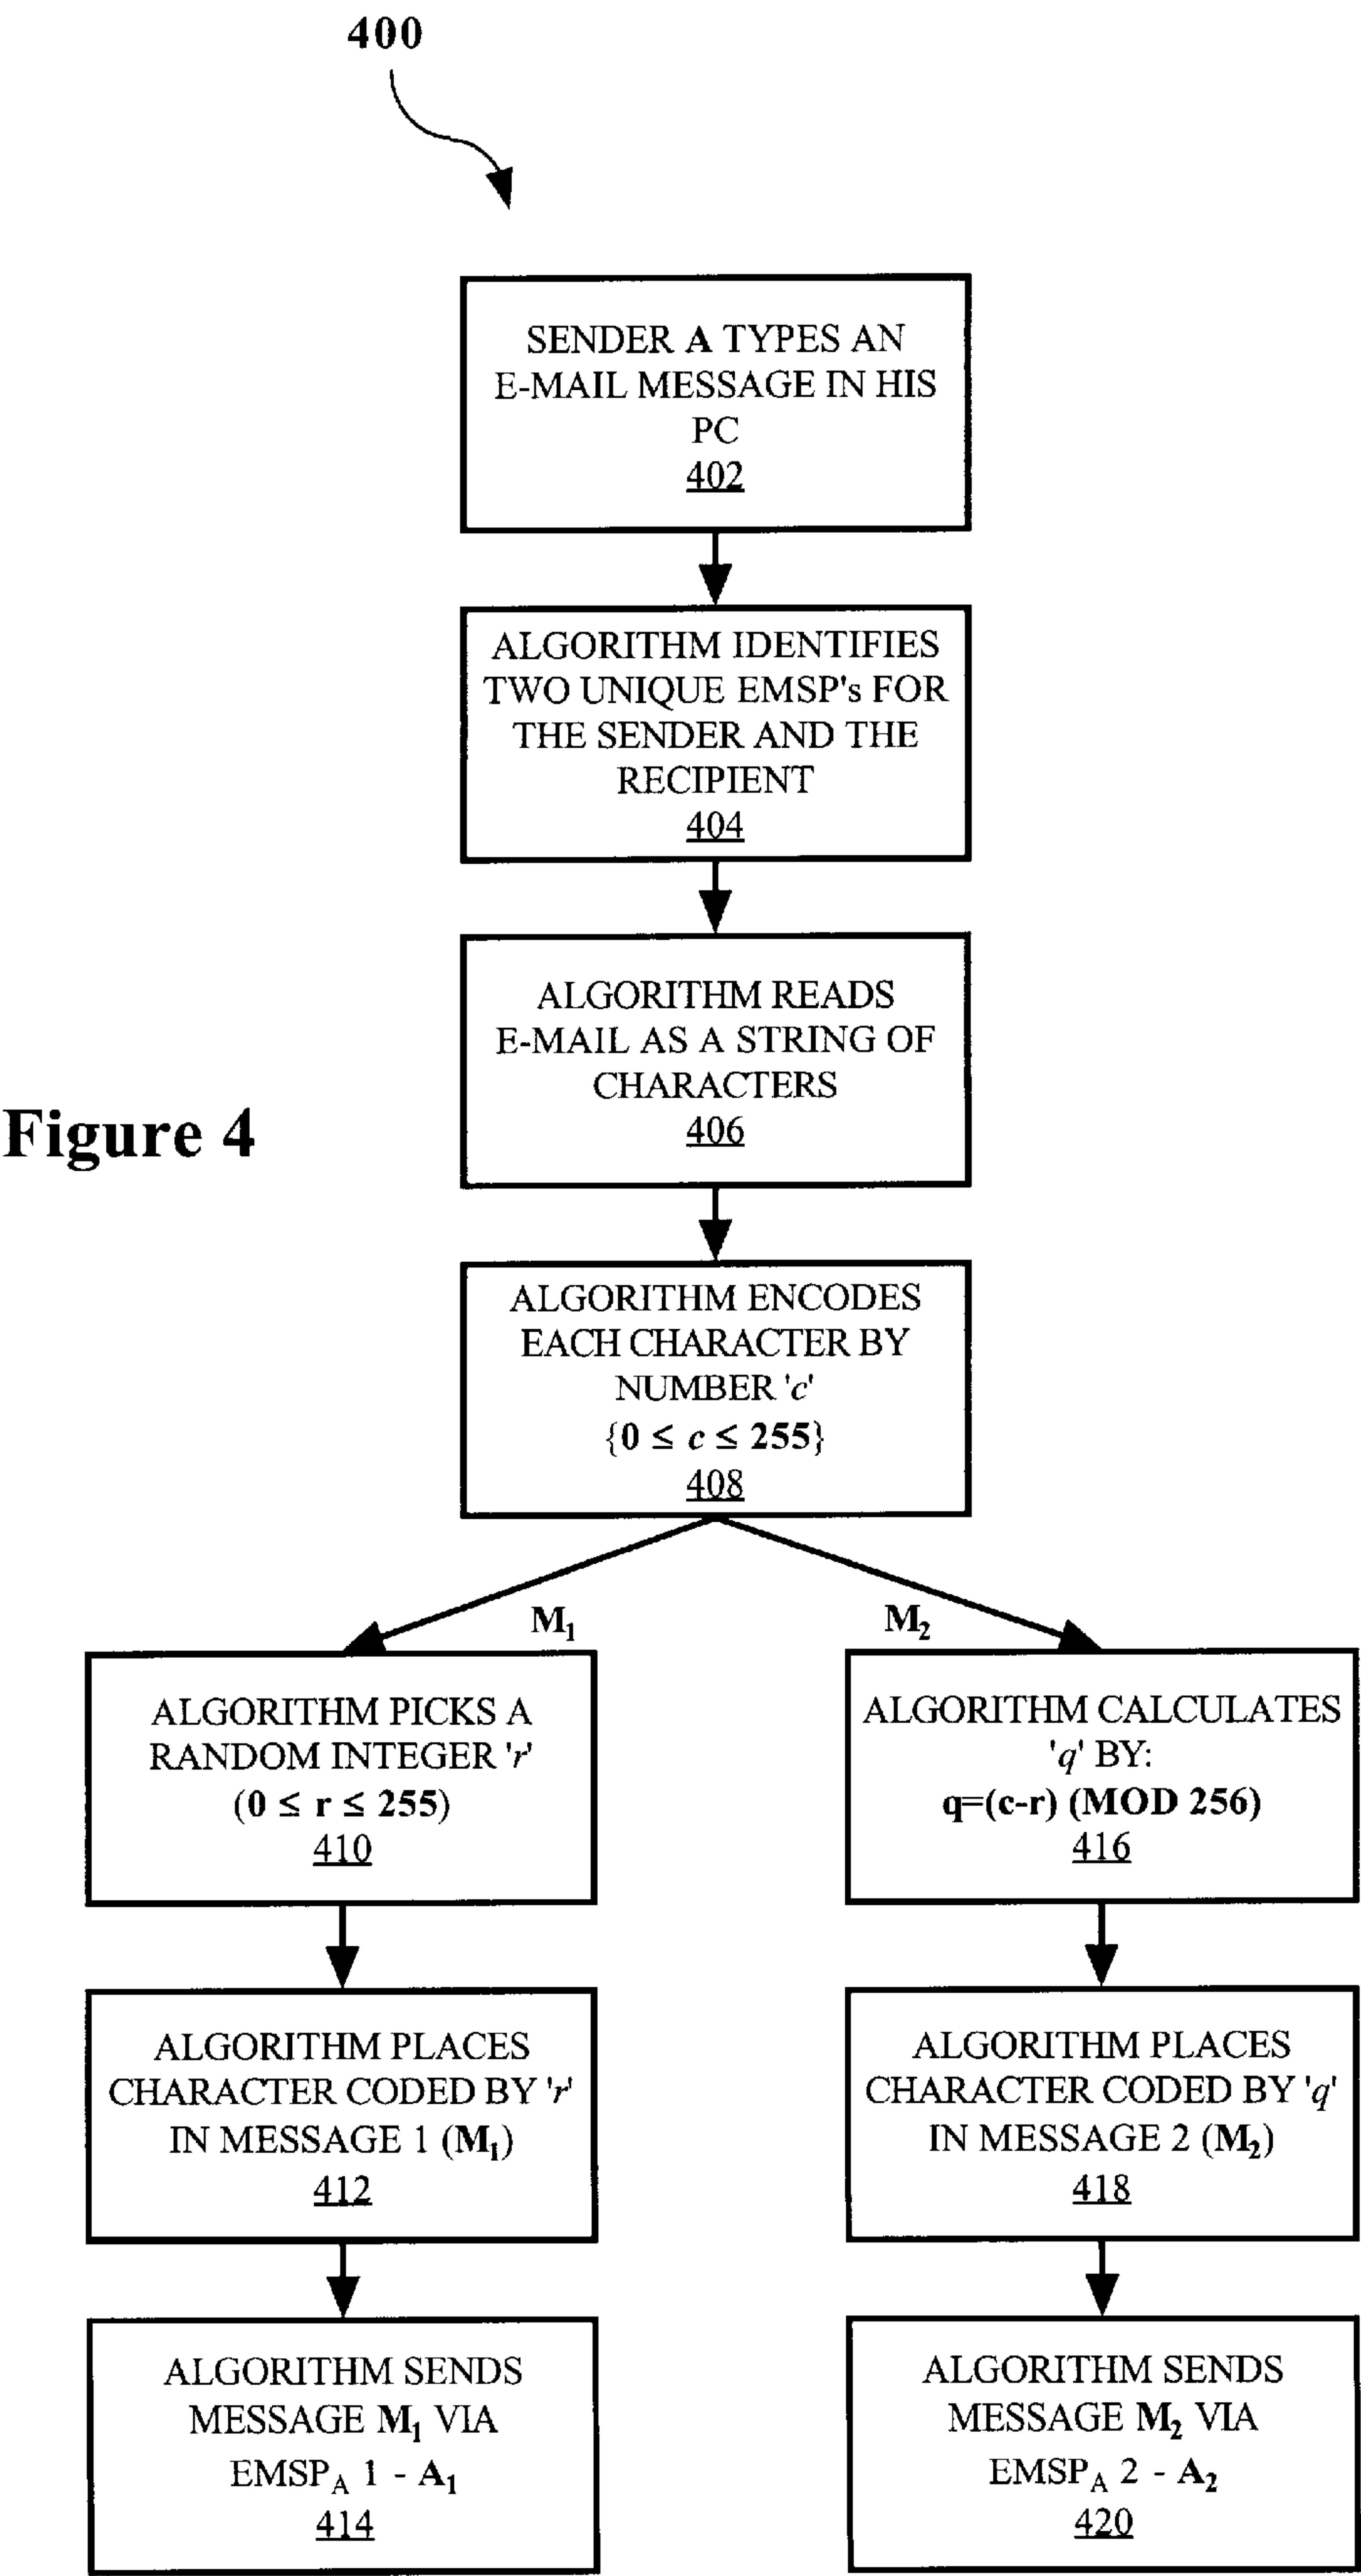 400
SENDER A TYPES AN
E-MAIL MESSAGE IN HIS
PC
402
ALGORITHM IDENTIFIES
TWO UNIQUE EMSP's FOR
THE SENDER AND THE
RECIPIENT
404
ALGORITHM READS
E-MAIL AS A STRING OF
CHARACTERS
406
Figure 4
ALGORITHM ENCODES
EACH CHARACTER BY
NUMBER 'c'
{0 ≤ c ≤ 255}
408
M₁
M₂
ALGORITHM PICKS A
RANDOM INTEGER 'r'
(0 ≤ r ≤ 255)
410
ALGORITHM PLACES
CHARACTER CODED BY 'r'
IN MESSAGE 1 (M₁)
412
ALGORITHM SENDS
MESSAGE M₁ VIA
EMSP_A 1 - A₁
414
ALGORITHM CALCULATES
'q' BY:
q=(c-r) (MOD 256)
416
ALGORITHM PLACES
CHARACTER CODED BY 'q'
IN MESSAGE 2 (M₂)
418
ALGORITHM SENDS
MESSAGE M₂ VIA
EMSP_A 2 - A₂
420